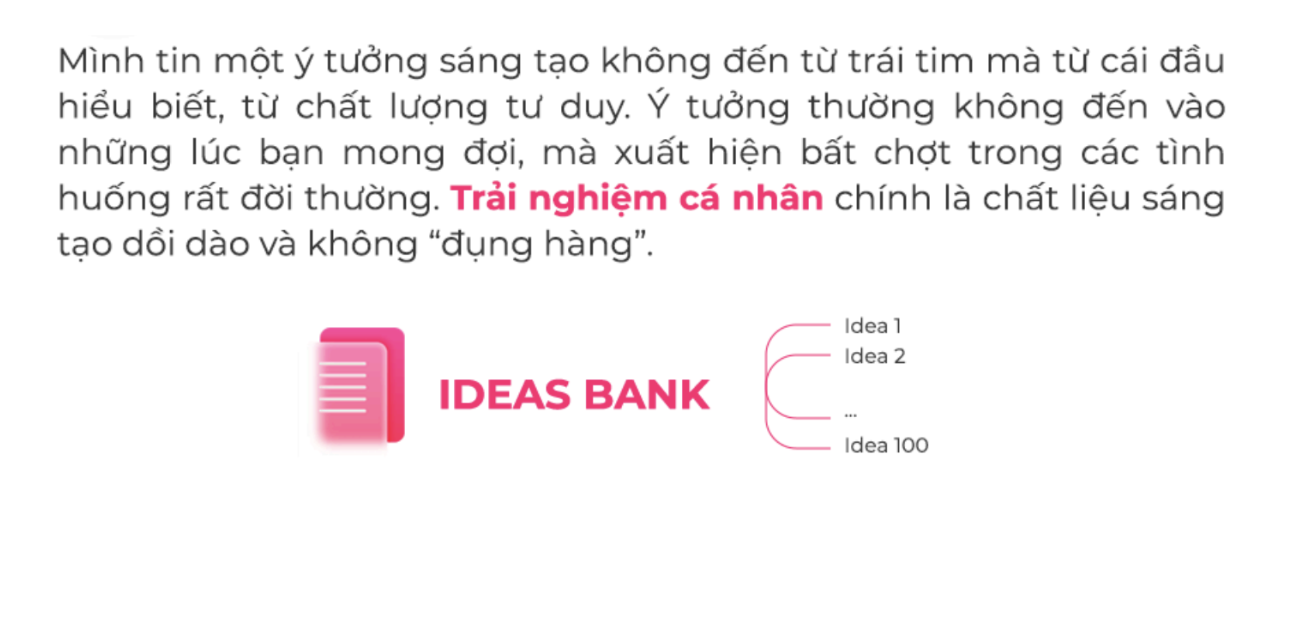 Mình tin một ý tưởng sáng tạo không đến từ trái tim mà từ cái đầu
hiểu biết, từ chất lượng tư duy. Ý tưởng thường không đến vào
những lúc bạn mong đợi, mà xuất hiện bất chợt trong các tình
huống rất đời thường. Trải nghiệm cá nhân chính là chất liệu sáng
tạo dồi dào và không “đụng hàng”.
IDEAS BANK
Idea 1
Idea 2
...
Idea 100